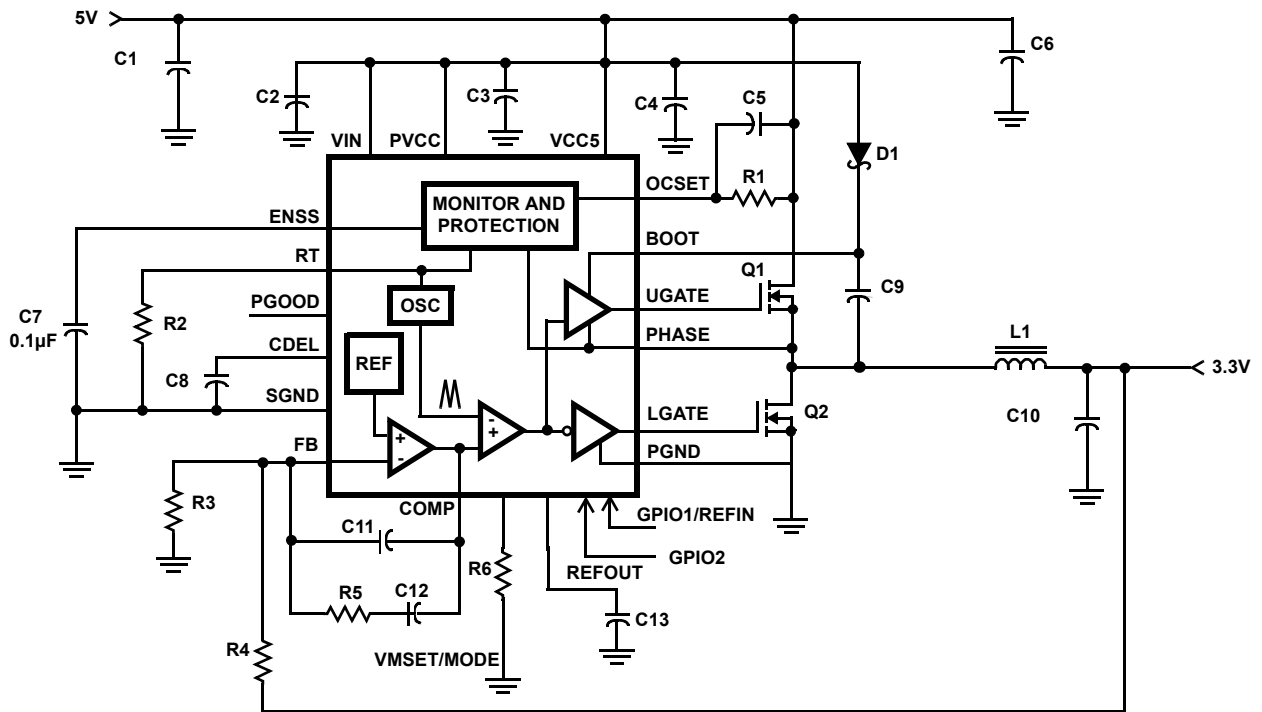 5V
C1
C6
C2
C3
C4
C5
VIN
PVCC
VCC5
D1
OCSET
R1
MONITOR AND
PROTECTION
ENSS
BOOT
RT
Q1
PGOOD
OSC
UGATE
C9
C7
0.1µF
R2
PHASE
L1
CDEL
REF
3.3V
C8
SGND
LGATE
Q2
C10
- +
FB
+ -
PGND
R3
COMP
GPIO1/REFIN
C11
GPIO2
R6
REFOUT
R5
C12
C13
R4
VMSET/MODE